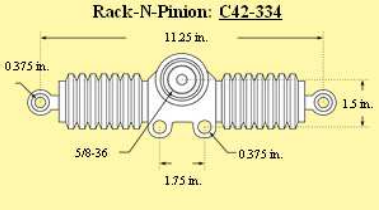 Rack-N-Pinion: C42-334
11.25 in.
0.375 in.
1.5 in.
5/8-36
0.375 in.
1.75 in.